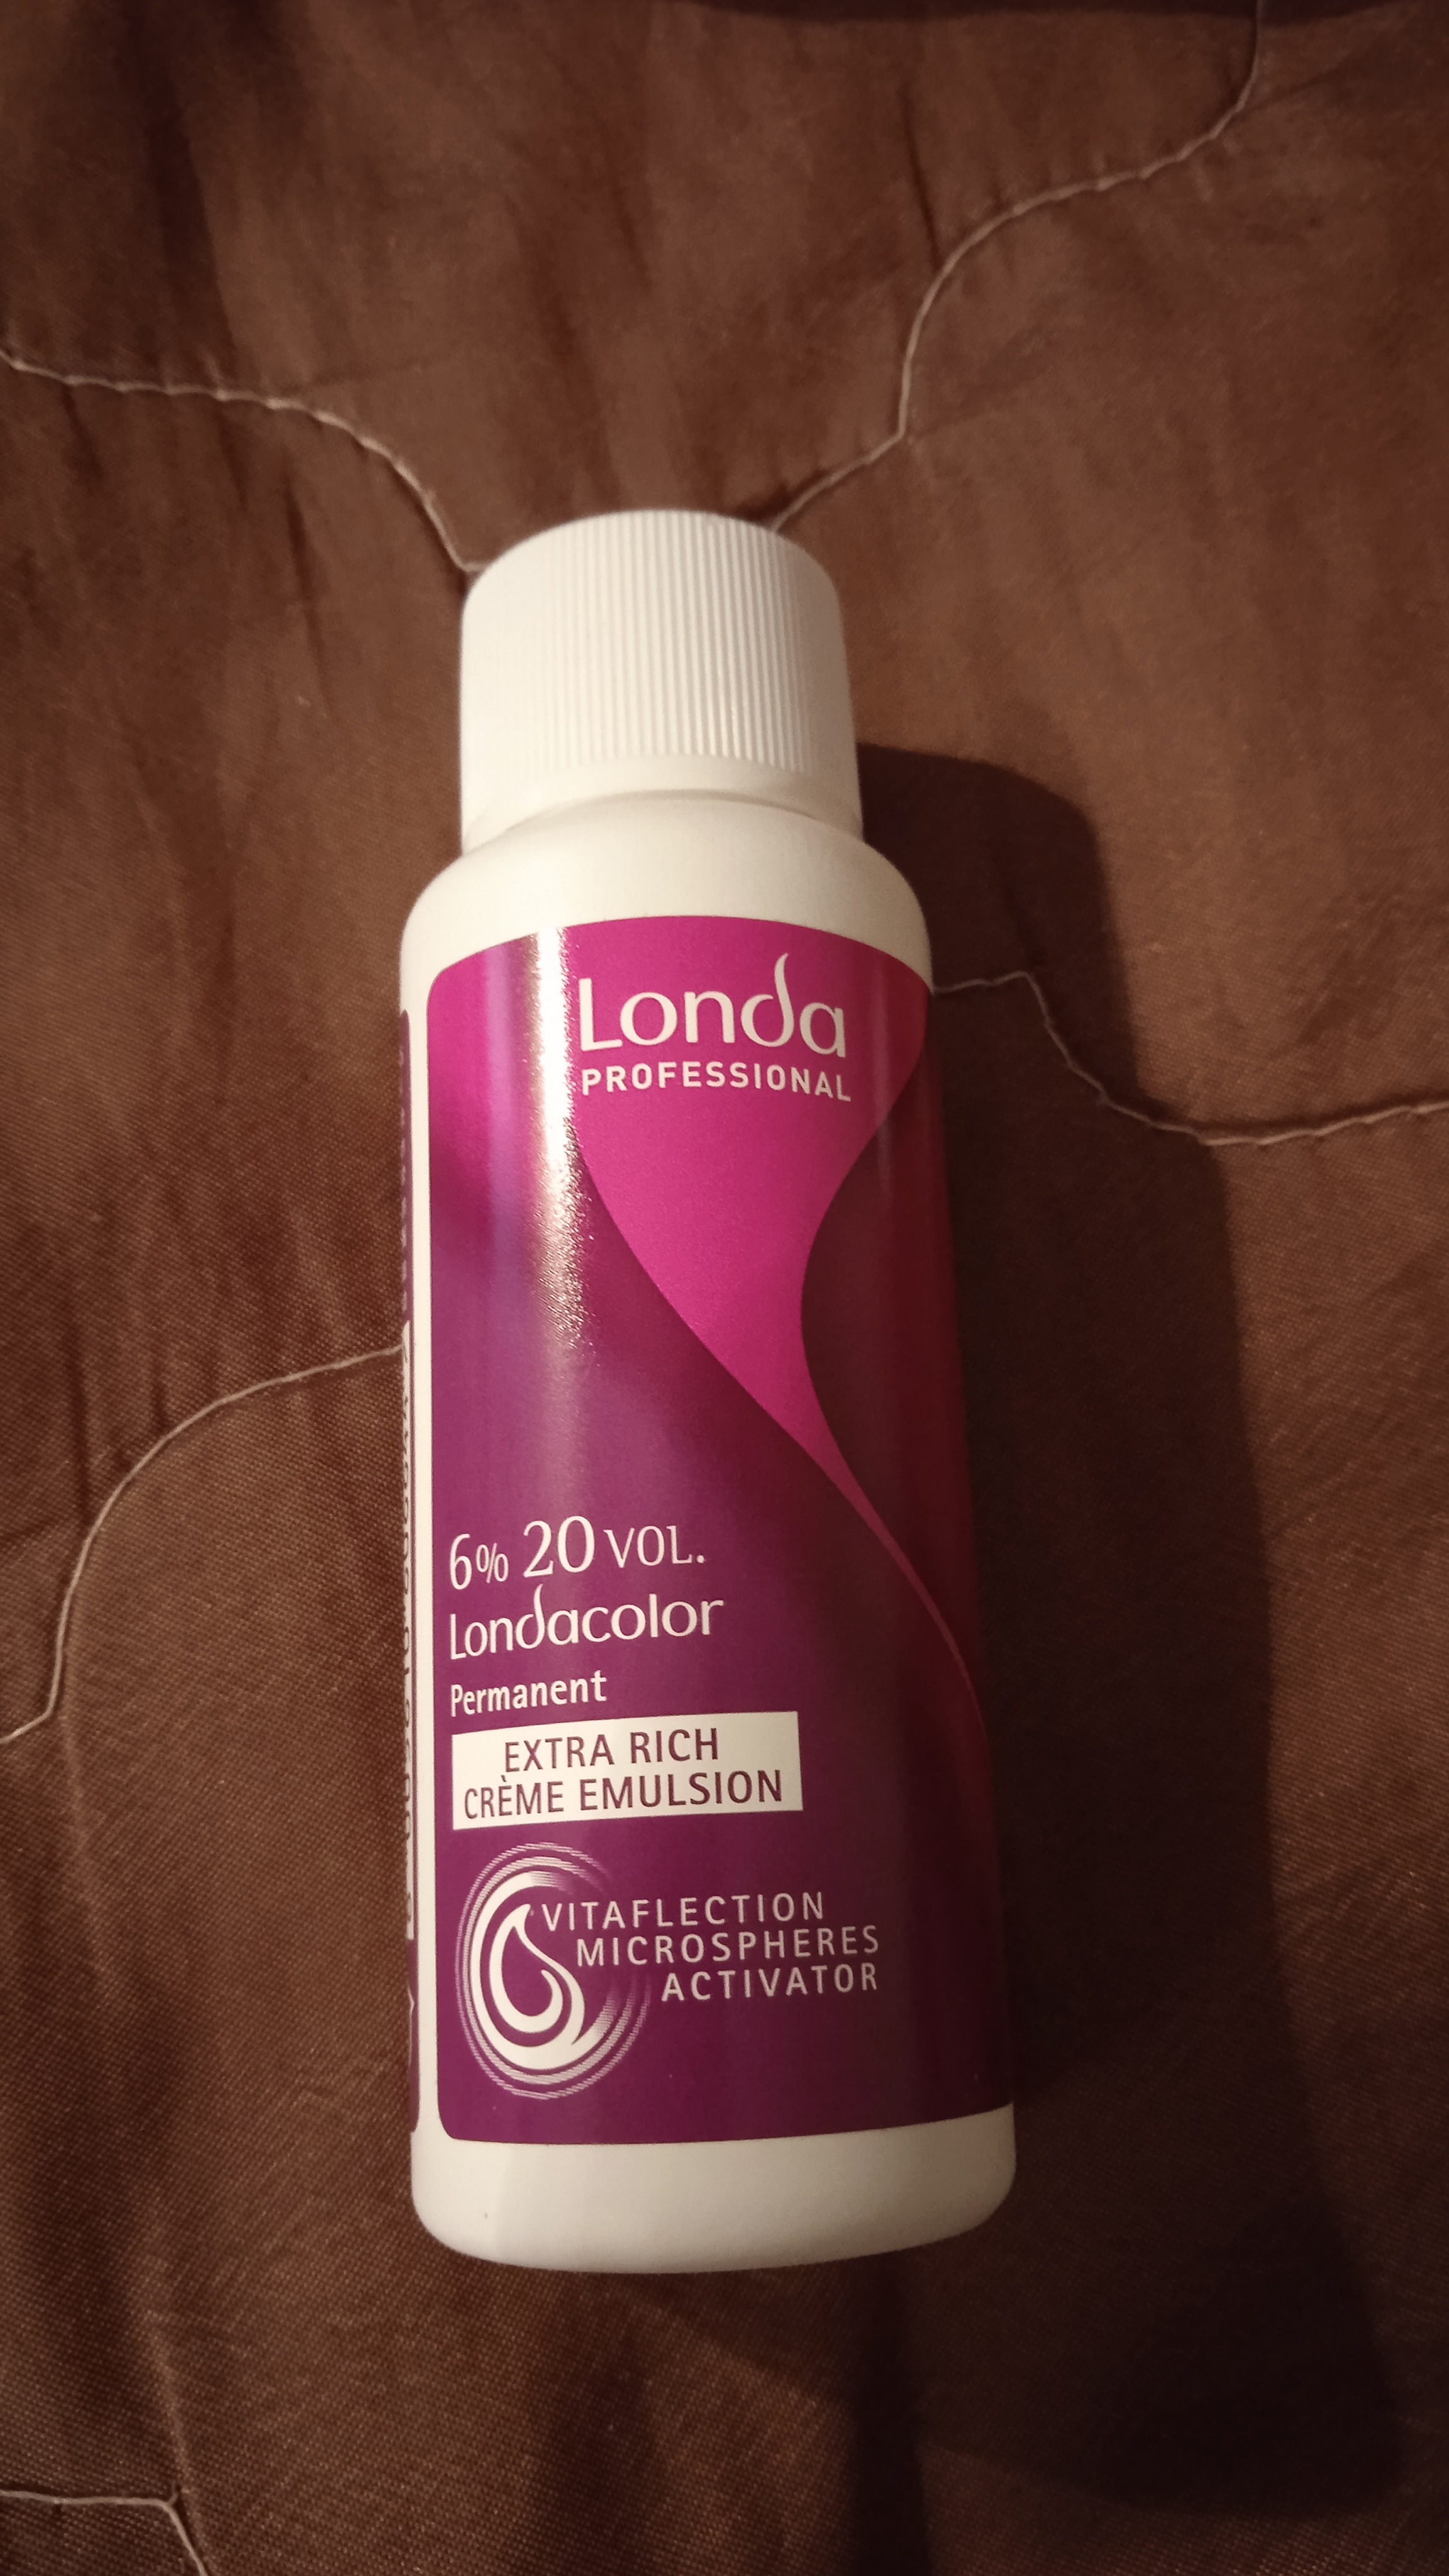 Londa
PROFESSIONAL
6% 20 VOL.
Londacolor
Permanent
EXTRA RICH
CRÈME EMULSION
VITAFLECTION
MICROSPHERES
ACTIVATOR